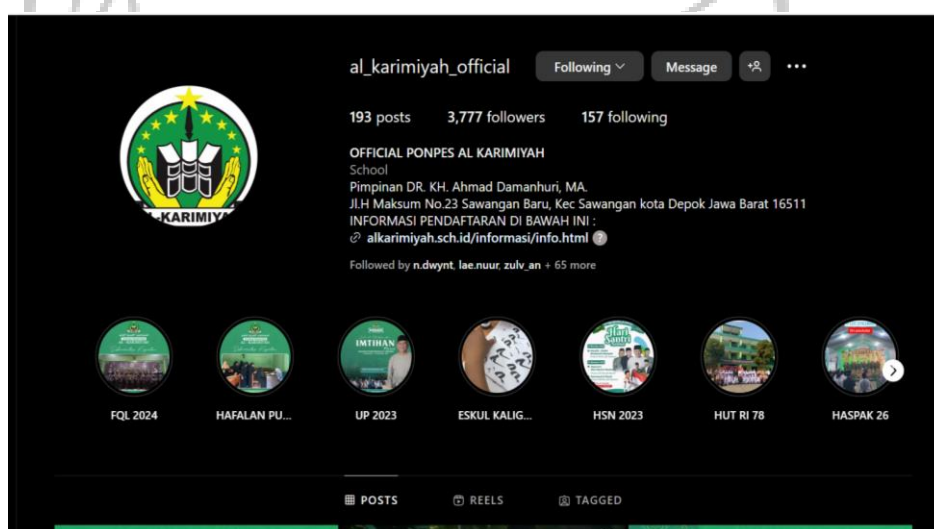 al_karimiyah_official Following Message
193 posts 3,777 followers 157 following
OFFICIAL PONPES AL KARIMIYAH
School
Pimpinan DR. KH. Ahmad Damanhuri, MA.
Jl.H Maksum No.23 Sawangan Baru, Kec Sawangan kota Depok Jawa Barat 16511
INFORMASI PENDAFTARAN DI BAWAH INI :
alkarimiyah.sch.id/informasi/info.html
Followed by n.dwynt, lae.nuur, zulv_an + 65 more
L-KARIMIYA
IMTIHAN
Hari
Santri
FQL 2024 HAFALAN PU... UP 2023 ESKUL KALIG... HSN 2023 HUT RI 78 HASPAK 26
POSTS REELS TAGGED